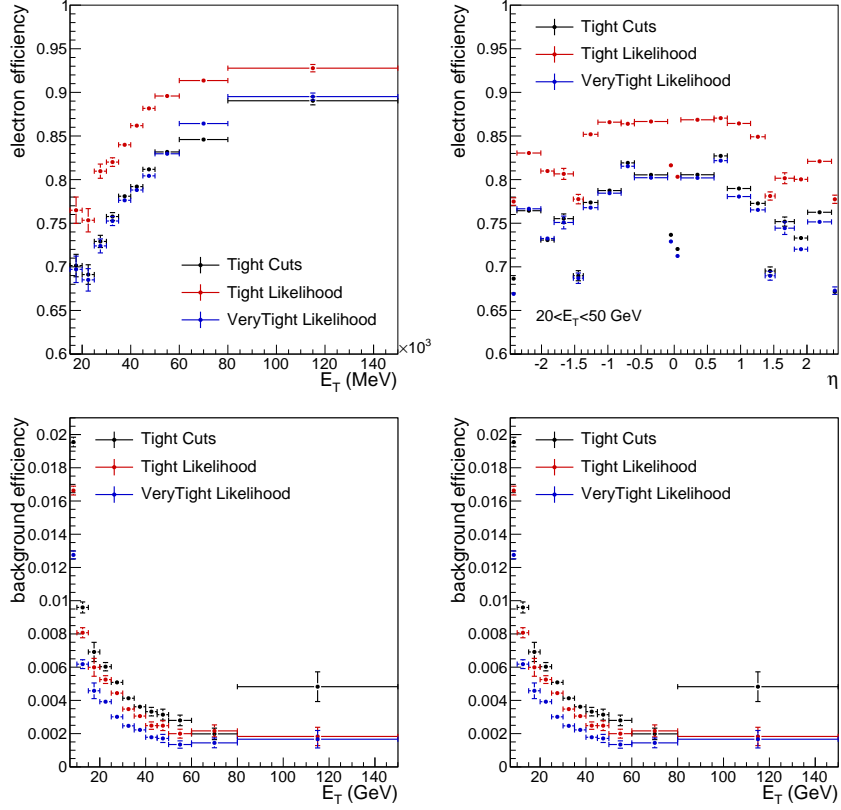 electron efficiency
1
0.95
0.9
0.85
0.8
0.75
0.7
0.65
0.6
Tight Cuts
Tight Likelihood
VeryTight Likelihood
20 40 60 80 100 120 140
×10³
E_T (MeV)
electron efficiency
1
0.95
0.9
0.85
0.8
0.75
0.7
0.65
0.6
Tight Cuts
Tight Likelihood
VeryTight Likelihood
20<E_T<50 GeV
-2 -1.5 -1 -0.5 0 0.5 1 1.5 2
η
background efficiency
0.02
0.018
0.016
0.014
0.012
0.01
0.008
0.006
0.004
0.002
0
Tight Cuts
Tight Likelihood
VeryTight Likelihood
20 40 60 80 100 120 140
E_T (GeV)
background efficiency
0.02
0.018
0.016
0.014
0.012
0.01
0.008
0.006
0.004
0.002
0
Tight Cuts
Tight Likelihood
VeryTight Likelihood
20 40 60 80 100 120 140
E_T (GeV)